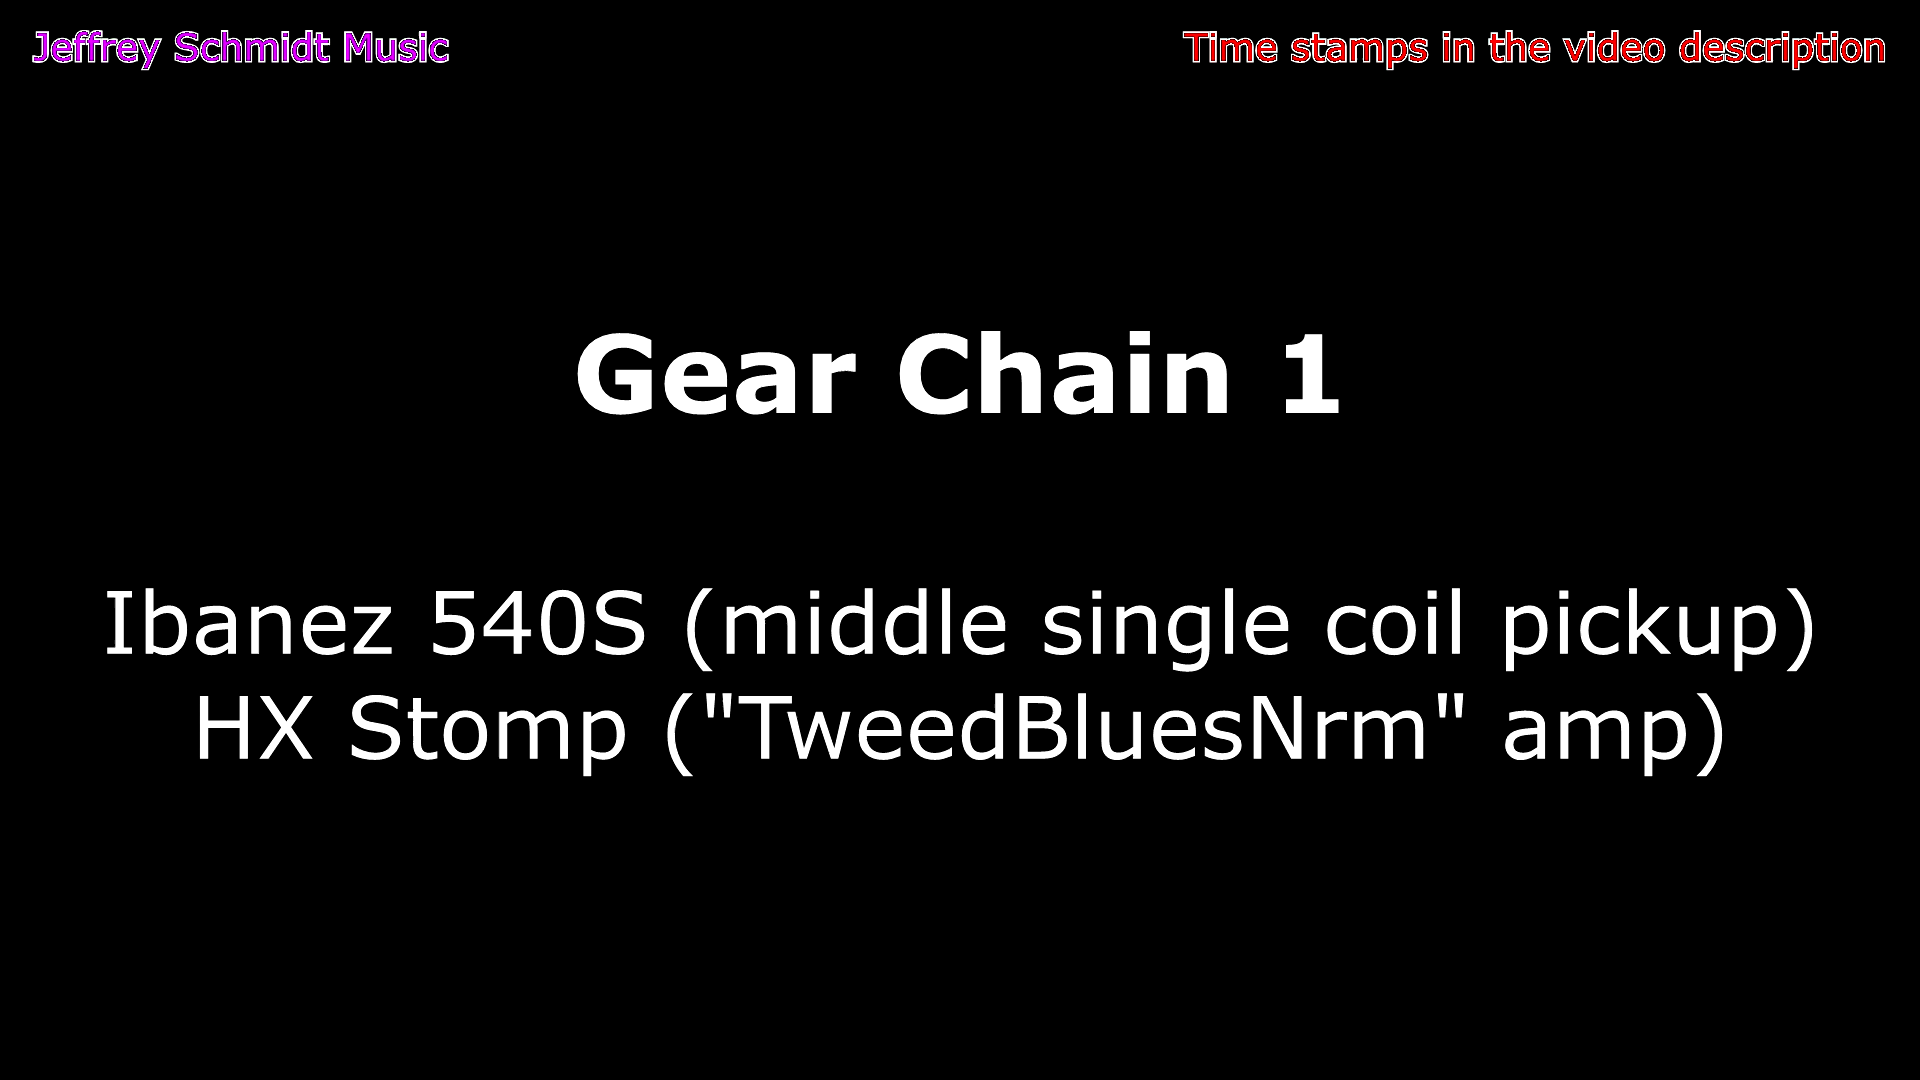 Jeffrey Schmidt Music
Time stamps in the video description
Gear Chain 1
Ibanez 540S (middle single coil pickup)
HX Stomp ("TweedBluesNrm" amp)